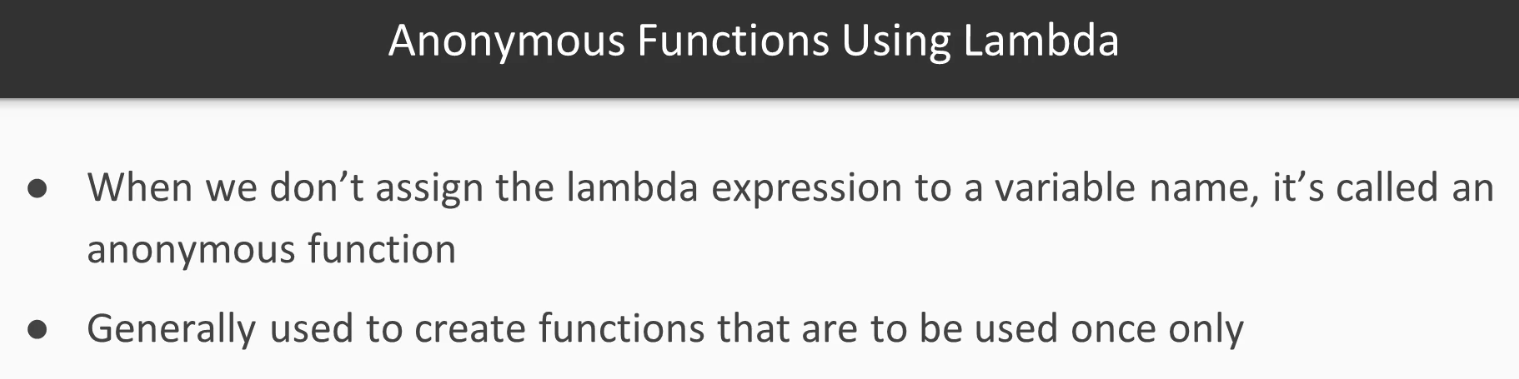 Anonymous Functions Using Lambda
● When we don’t assign the lambda expression to a variable name, it’s called an
anonymous function
● Generally used to create functions that are to be used once only